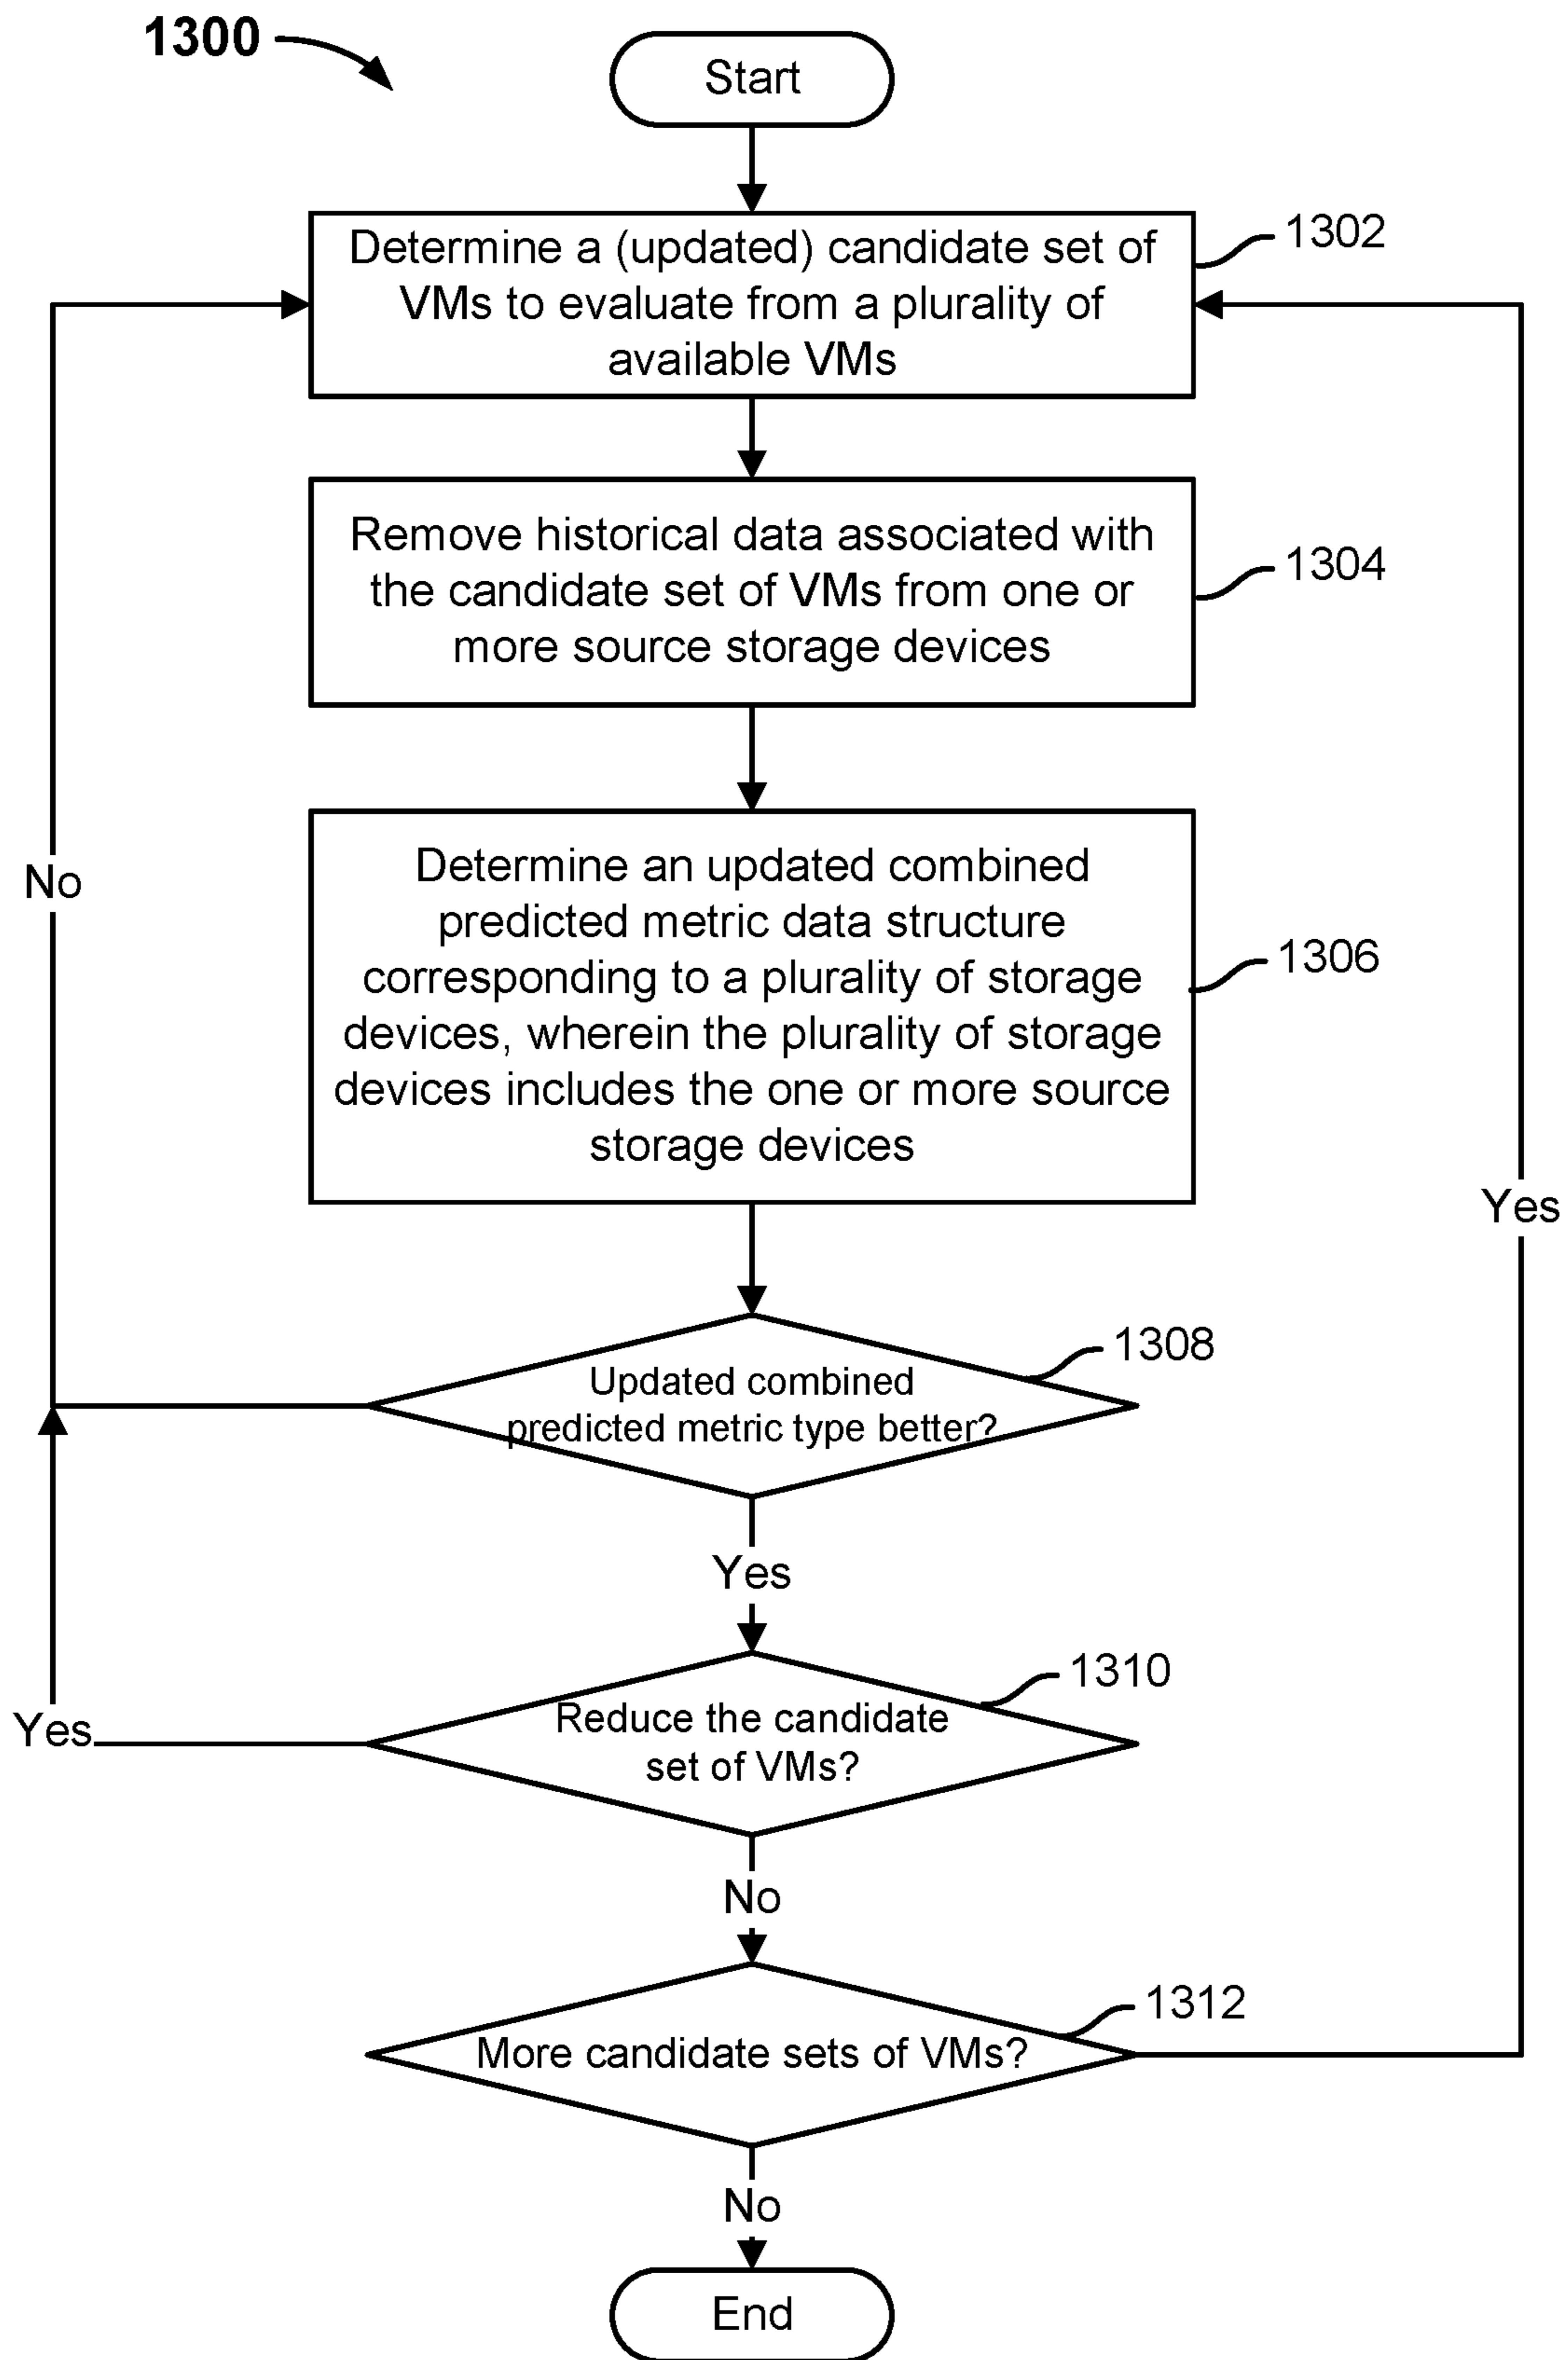 1300
Start
Determine a (updated) candidate set of
VMs to evaluate from a plurality of
available VMs
1302
Remove historical data associated with
the candidate set of VMs from one or
more source storage devices
1304
Determine an updated combined
predicted metric data structure
corresponding to a plurality of storage
devices, wherein the plurality of storage
devices includes the one or more source
storage devices
1306
No
Yes
Updated combined
predicted metric type better?
1308
Yes
Reduce the candidate
set of VMs?
1310
Yes
No
More candidate sets of VMs?
1312
No
End